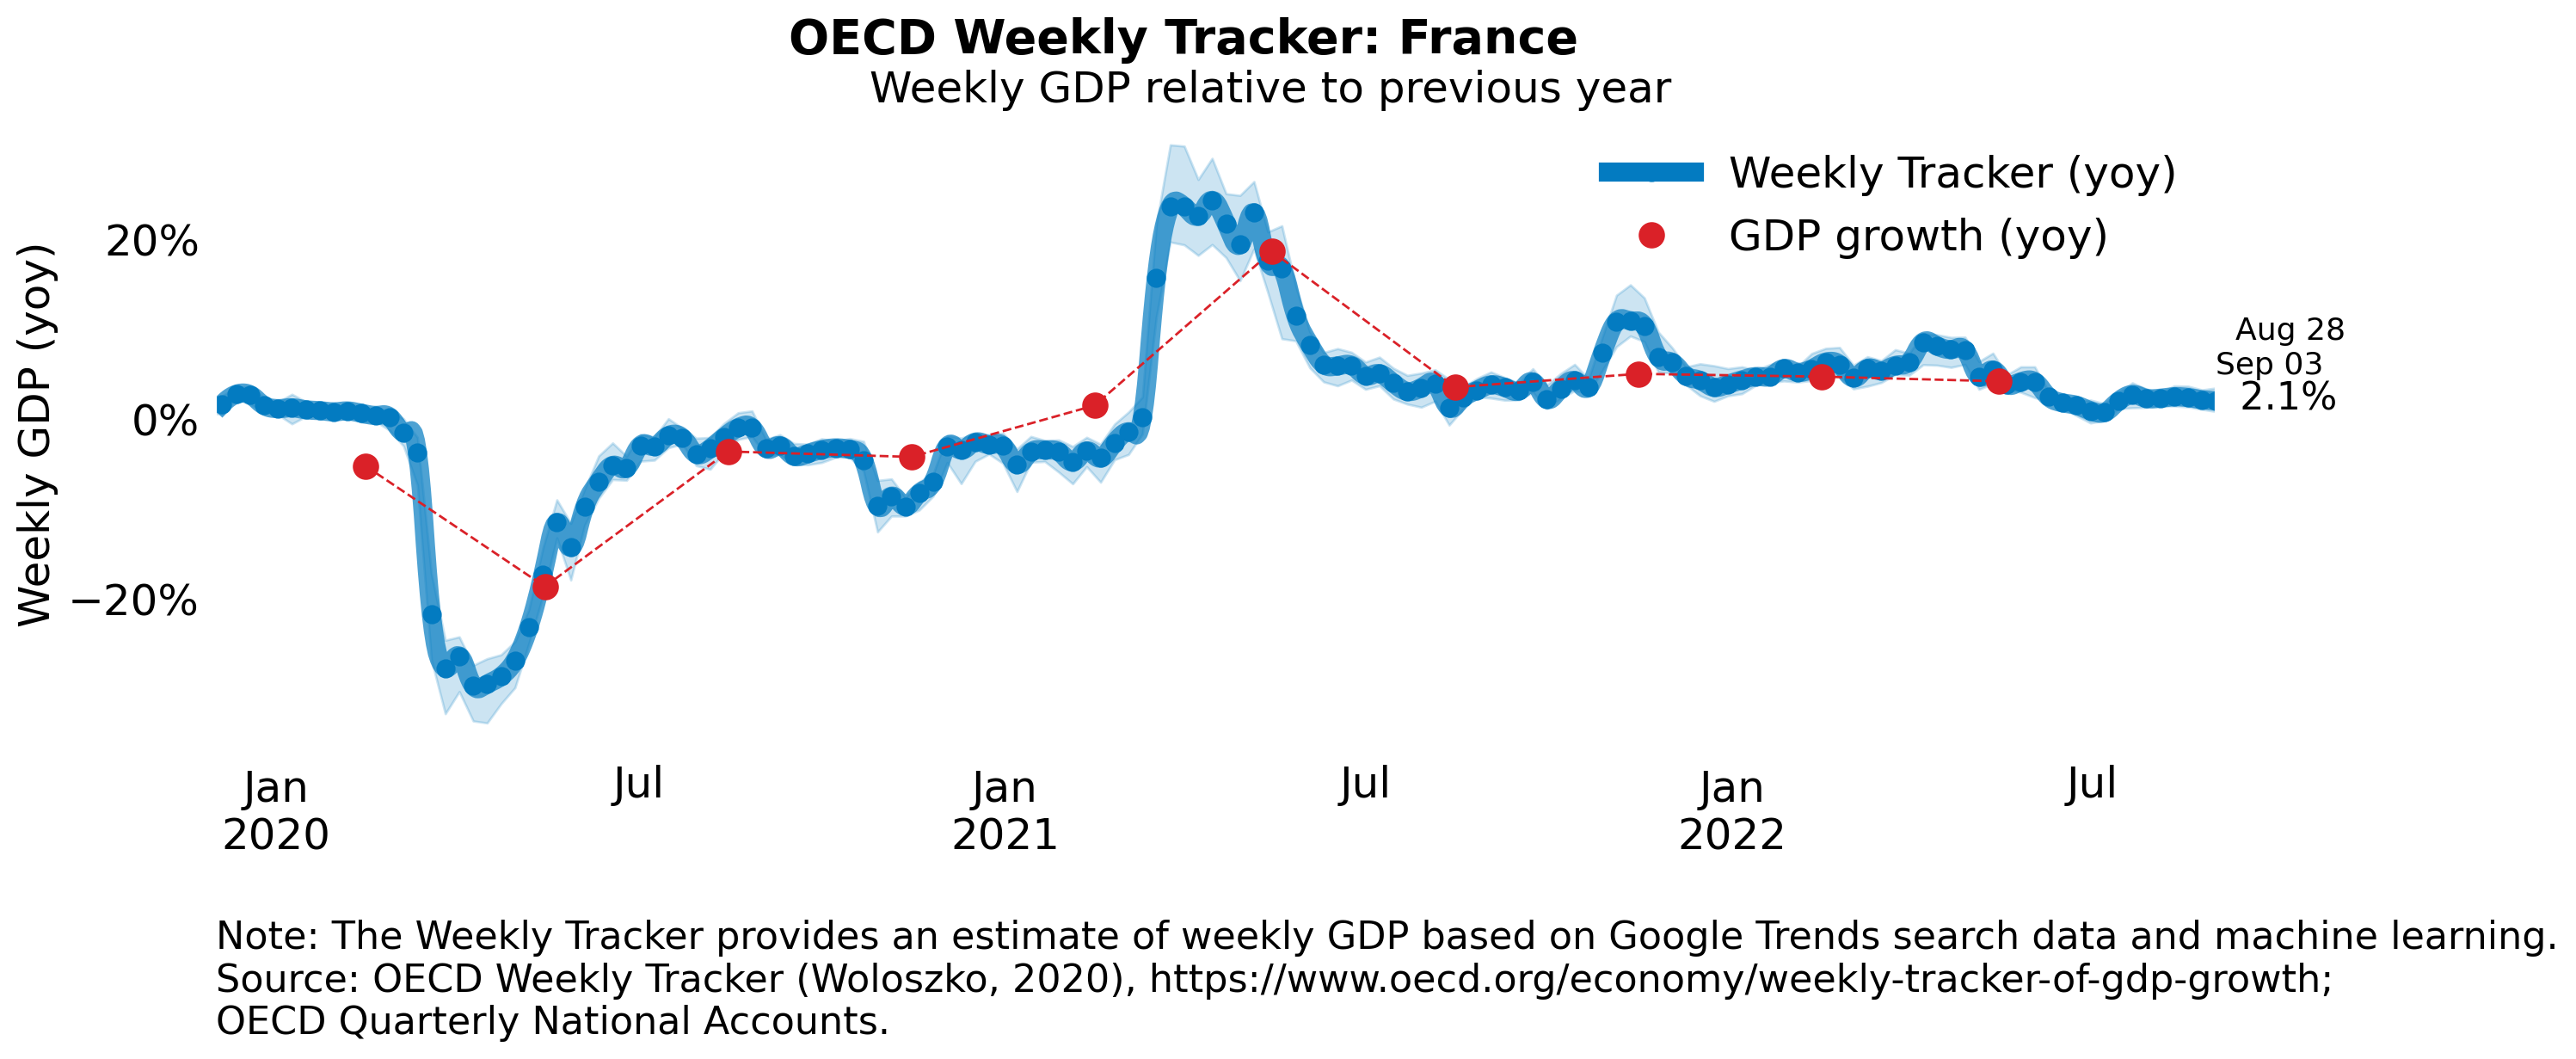 OECD Weekly Tracker: France
Weekly GDP relative to previous year
Weekly Tracker (yoy)
GDP growth (yoy)
Weekly GDP (yoy)
20%
0%
−20%
Aug 28
Sep 03
2.1%
Jan
2020
Jul
Jan
2021
Jul
Jan
2022
Jul
Note: The Weekly Tracker provides an estimate of weekly GDP based on Google Trends search data and machine learning.
Source: OECD Weekly Tracker (Woloszko, 2020), https://www.oecd.org/economy/weekly-tracker-of-gdp-growth;
OECD Quarterly National Accounts.